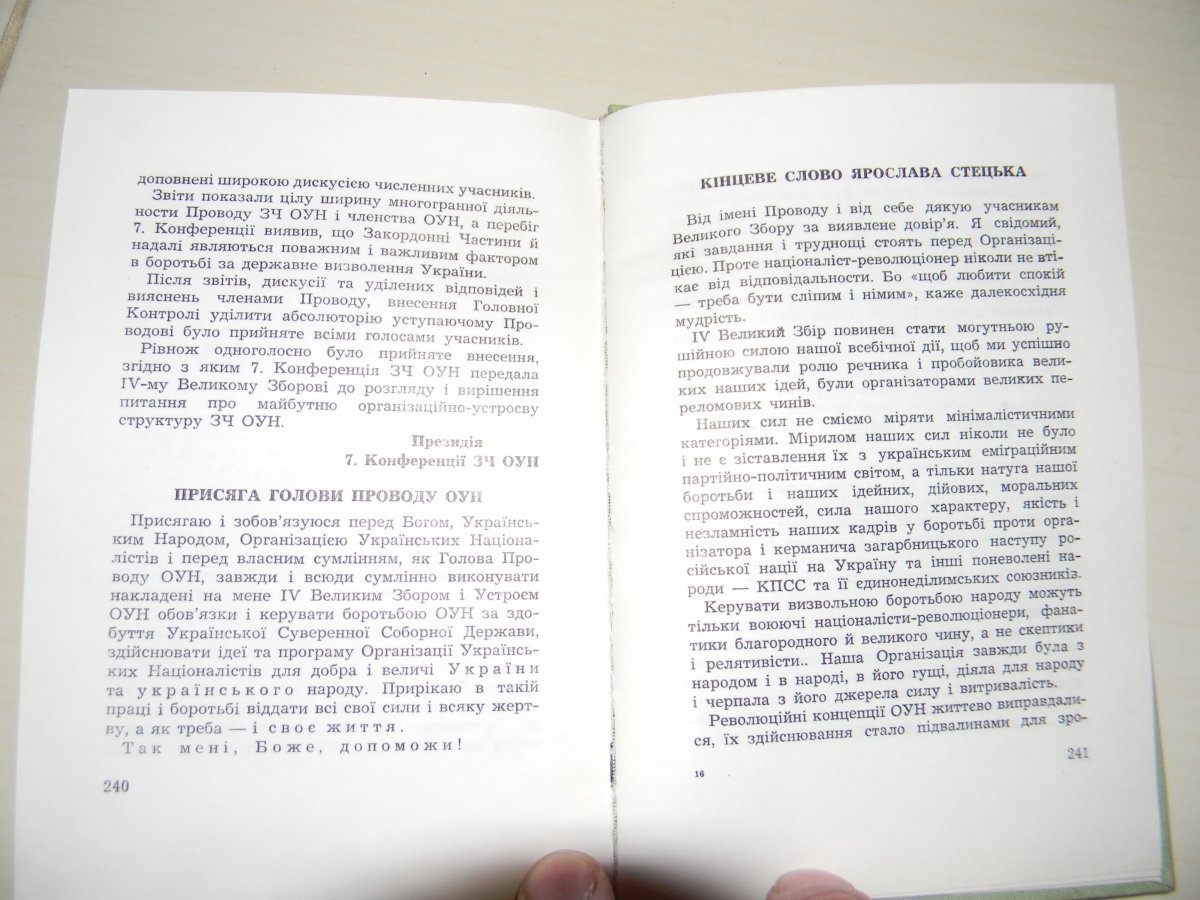 доповнені широкою дискусією численних учасників.
Звіти показали цілу ширину многогранної діяль-
ности Проводу ЗЧ ОУН і членства ОУН, а перебіг
7. Конференції виявив, що Закордонні Частини й
надалі являються поважним і важливим фактором
в боротьбі за державне визволення України.
Після звітів, дискусії та уділених відповідей і
вияснень членами Проводу, внесення Головної
Контролі уділити абсолюторію уступаючому Про-
водові було прийняте всіми голосами учасників.
Рівнож одноголосно було прийняте внесення,
згідно з яким 7. Конференція ЗЧ ОУН передала
IV-му Великому Зборові до розгляду і вирішення
питання про майбутню організаційно-устроєву
структуру ЗЧ ОУН.
Президія
7. Конференції ЗЧ ОУН
ПРИСЯГА ГОЛОВИ ПРОВОДУ ОУН
Присягаю і зобов'язуюся перед Богом, Українсь-
ким Народом, Організацією Українських Націона-
лістів і перед власним сумлінням, як Голова Про-
воду ОУН, завжди і всюди сумлінно виконувати
накладені на мене IV Великим Збором і Устроєм
ОУН обов'язки і керувати боротьбою ОУН за здо-
буття Української Суверенної Соборної Держави,
здійснювати ідеї та програму Організації Українсь-
ких Націоналістів для добра і величі України
та українського народу. Прирікаю в такій
праці і боротьбі віддати всі свої сили і всяку жерт-
ву, а як треба — і своє життя.
Так мені, Боже, допоможи!
240
КІНЦЕВЕ СЛОВО ЯРОСЛАВА СТЕЦЬКА
Від імені Проводу і від себе дякую учасникам
Великого Збору за виявлене довір'я. Я свідомий,
які завдання і труднощі стоять перед Організаці-
цією. Проте націоналіст-революціонер ніколи не вті-
кає від відповідальности. Бо «щоб любити спокій
— треба бути сліпим і німим», каже далекосхідня
мудрість.
IV Великий Збір повинен стати могутньою ру-
шійною силою нашої всебічної дії, щоб ми успішно
продовжували ролю речника і пробойовика вели-
ких наших ідей, були організаторами великих пе-
реломових чинів.
Наших сил не сміємо міряти мінімалістичними
категоріями. Мірилом наших сил ніколи не було
і не є зіставлення їх з українським еміґраційним
партійно-політичним світом, а тільки натуга нашої
боротьби і наших ідейних, дійових, моральних
спроможностей, сила нашого характеру, якість і
незламність наших кадрів у боротьбі проти орга-
нізатора і керманича загарбницького наступу ро-
сійської нації на Україну та інші поневолені на-
роди — КПСС та її єдинонеділимських союзників.
Керувати визвольною боротьбою народу можуть
тільки воюючі націоналісти-революціонери, фана-
тики благородного й великого чину, а не скептики
і релятивісти.. Наша Організація завжди була з
народом і в народі, в його гущі, діяла для народу
і черпала з його джерела силу і витривалість.
Революційні концепції ОУН життєво виправдали-
ся, їх здійснювання стало підвалинами для зро-
16
241